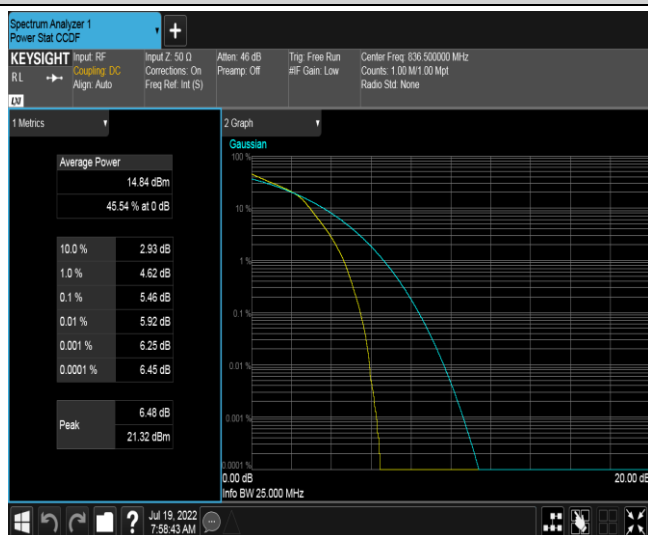 Spectrum Analyzer 1
Power Stat CCDF
+
KEYSIGHT
RL
LXI
Input: RF
Coupling: DC
Align: Auto
Input Z: 50 Ω
Corrections: On
Freq Ref: Int (S)
Atten: 46 dB
Preamp: Off
Trig: Free Run
#IF Gain: Low
Center Freq: 836.500000 MHz
Counts: 1.00 M/1.00 Mpt
Radio Std: None
1 Metrics
Average Power
14.84 dBm
45.54 % at 0 dB
10.0 % 2.93 dB
1.0 % 4.62 dB
0.1 % 5.46 dB
0.01 % 5.92 dB
0.001 % 6.25 dB
0.0001 % 6.45 dB
Peak
6.48 dB
21.32 dBm
2 Graph
Gaussian
100 %
10 %
1 %
0.1 %
0.01 %
0.001 %
0.0001 %
0.00 dB
20.00 dB
Info BW 25.000 MHz
?
Jul 19, 2022
7:58:43 AM